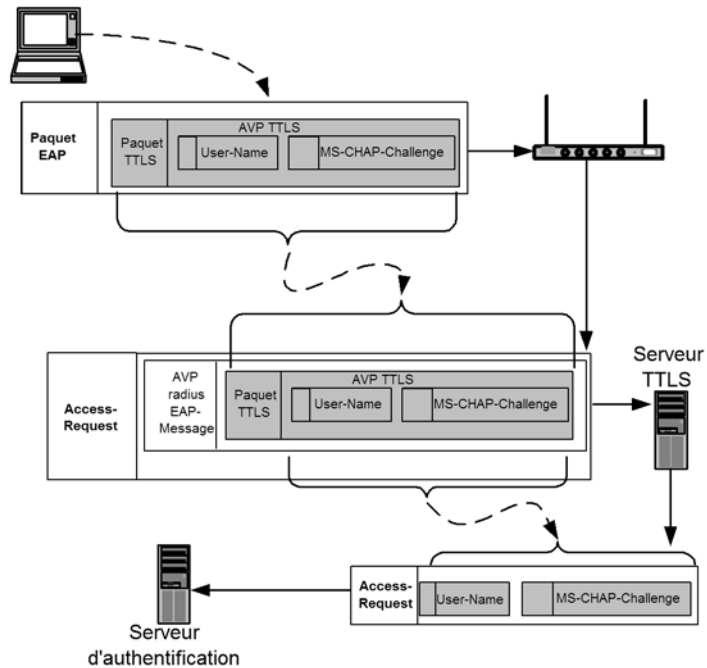 Paquet
EAP
Paquet
TTLS
AVP TTLS
User-Name
MS-CHAP-Challenge
Access-
Request
AVP
radius
EAP-
Message
Paquet
TTLS
AVP TTLS
User-Name
MS-CHAP-Challenge
Serveur
TTLS
Access-
Request
User-Name
MS-CHAP-Challenge
Serveur
d'authentification